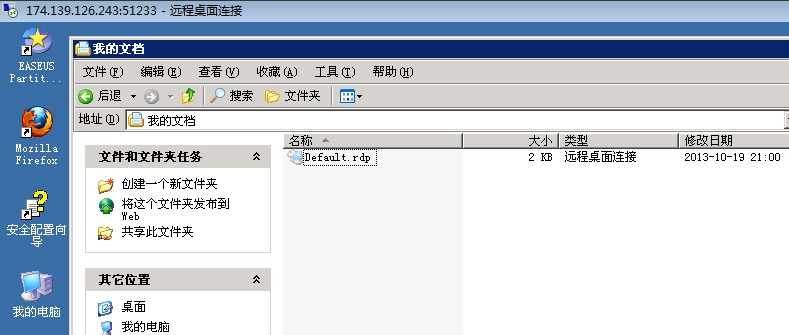 174.139.126.243:51233 - 远程桌面连接
EASEUS
Partit...
Mozilla
Firefox
安全配置向
导
我的电脑
我的文档
文件(F) 编辑(E) 查看(V) 收藏(A) 工具(T) 帮助(H)
后退 搜索 文件夹
地址(D) 我的文档
文件和文件夹任务
创建一个新文件夹
将这个文件夹发布到
Web
共享此文件夹
其它位置
桌面
我的电脑
名称 大小 类型 修改日期
Default.rdp 2 KB 远程桌面连接 2013-10-19 21:00